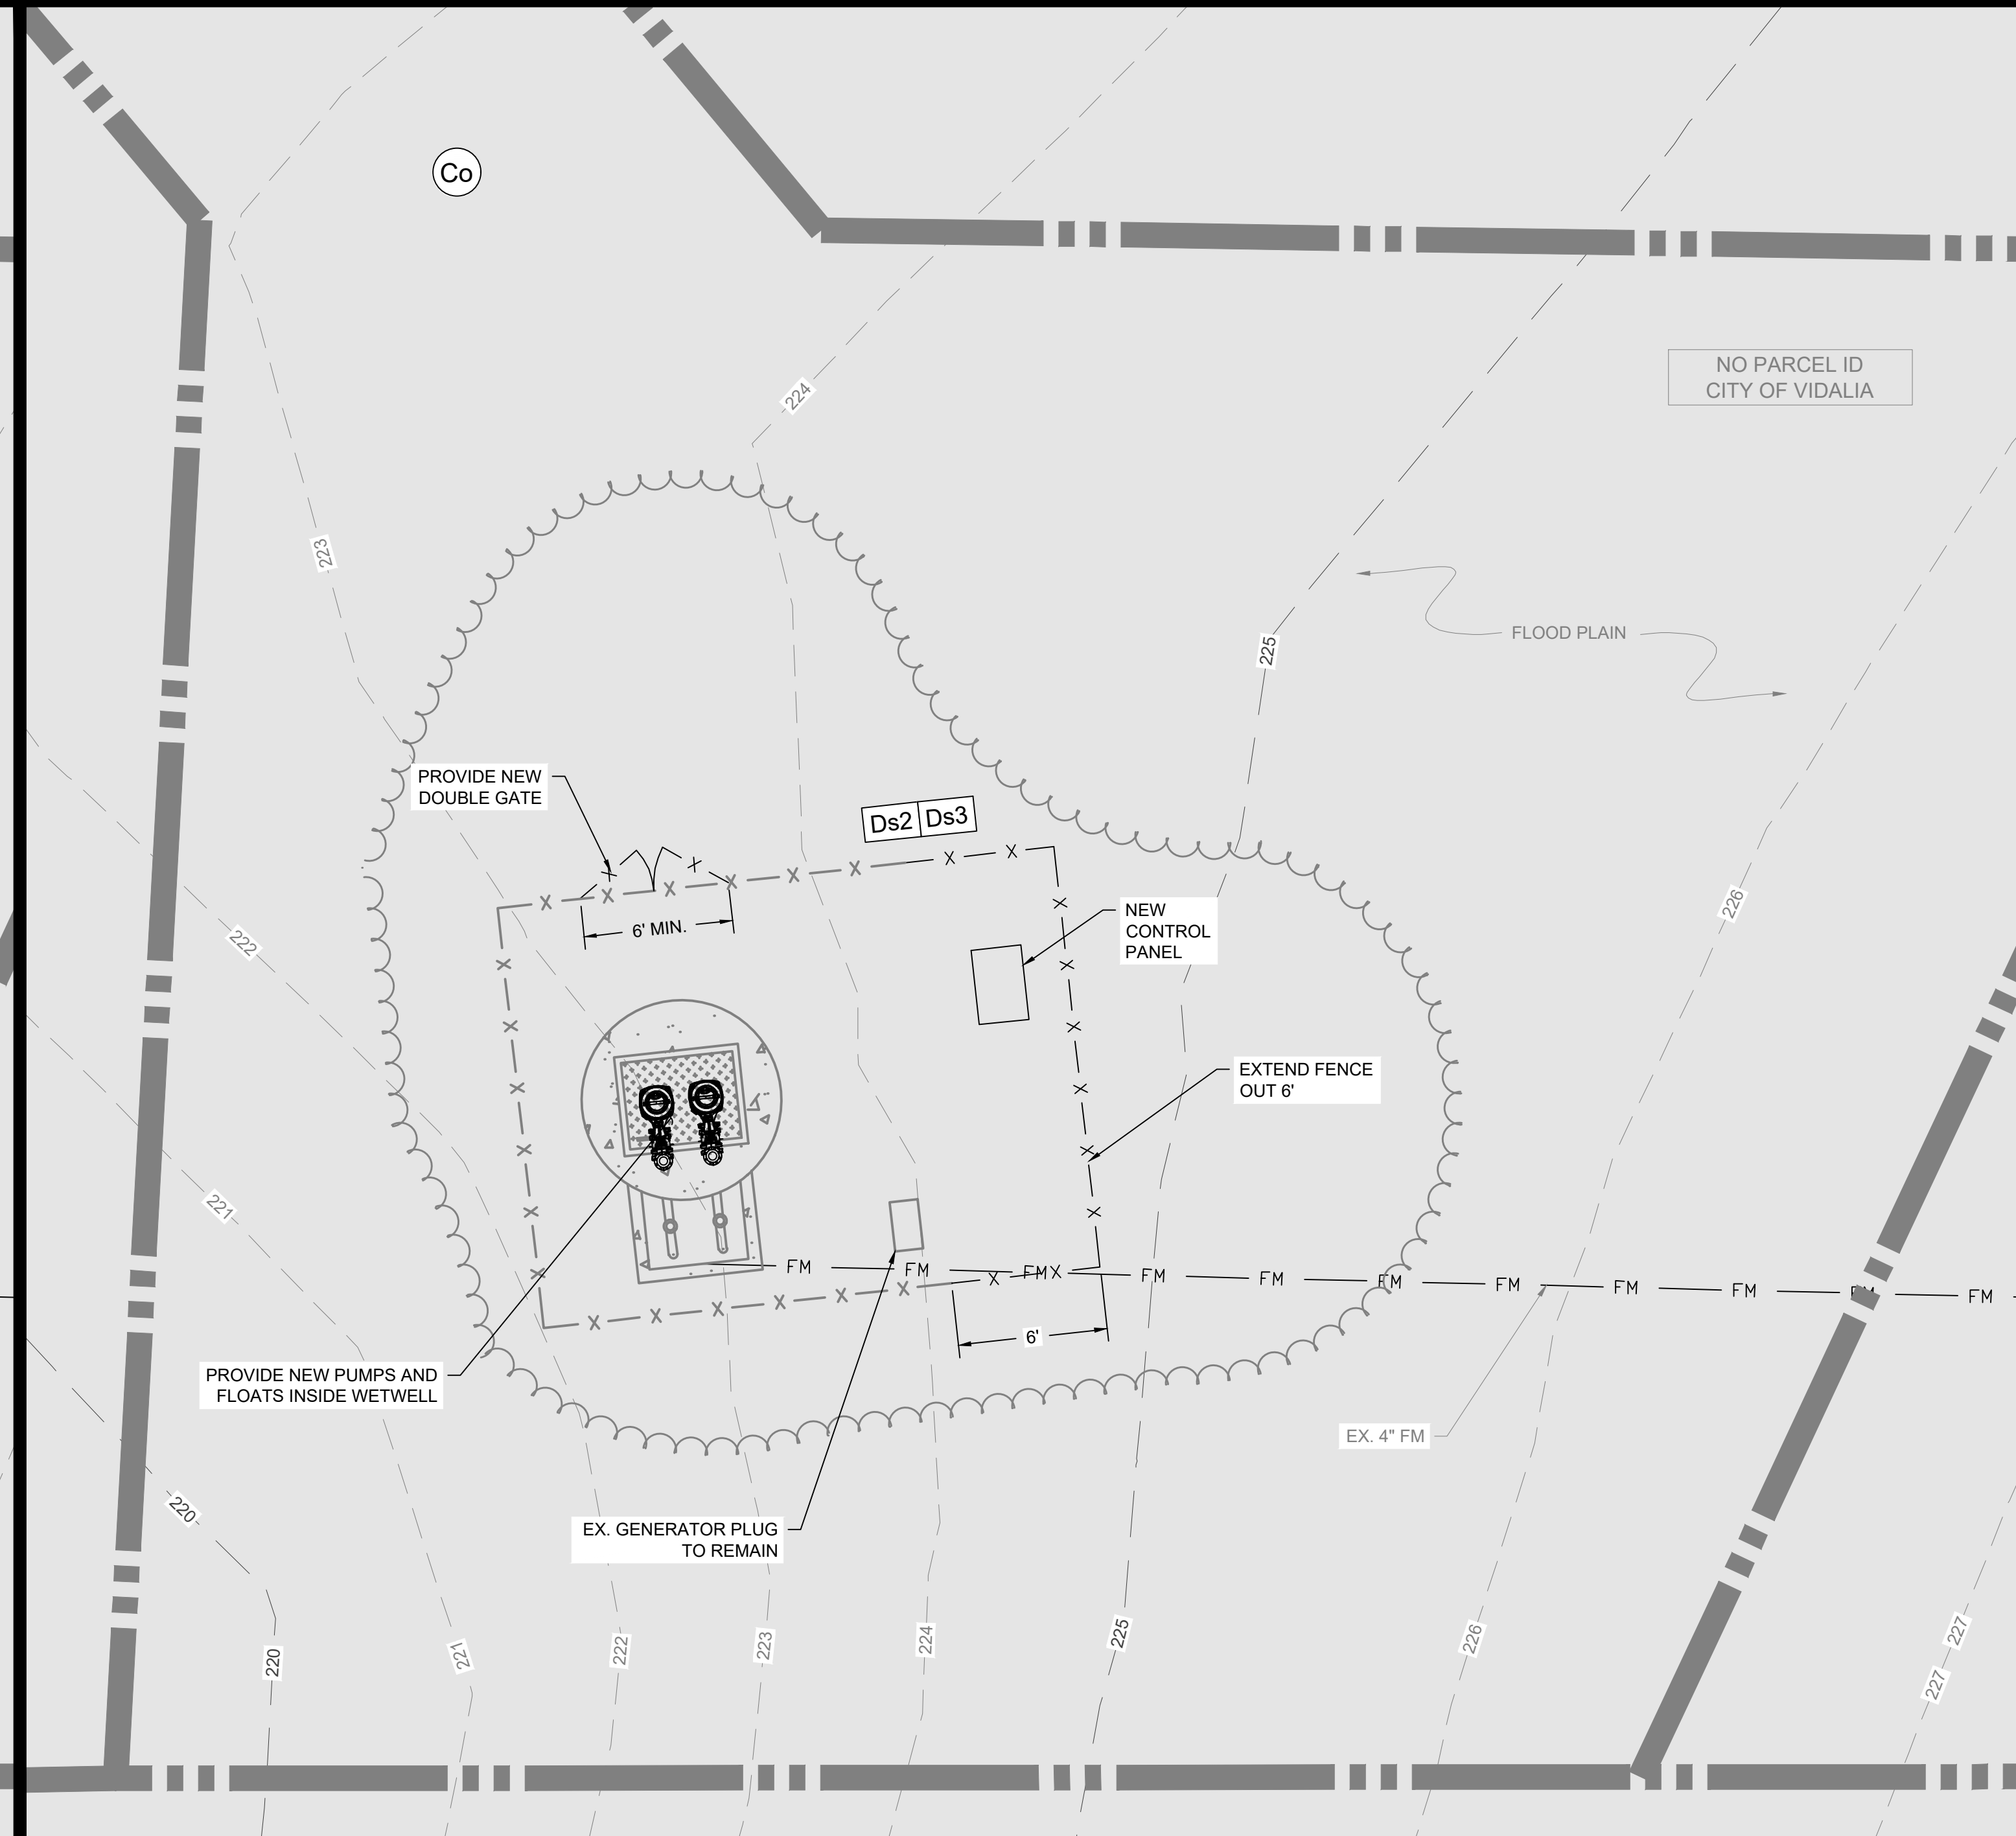 Co
NO PARCEL ID
CITY OF VIDALIA
224
223
FLOOD PLAIN
225
PROVIDE NEW
DOUBLE GATE
Ds2 Ds3
6' MIN.
NEW
CONTROL
PANEL
226
222
EXTEND FENCE
OUT 6'
221
FM FM FM FM FM FM FM FM FM FM FM
6'
PROVIDE NEW PUMPS AND
FLOATS INSIDE WETWELL
EX. 4" FM
220
EX. GENERATOR PLUG
TO REMAIN
220
221
222
223
224
225
226
227
227